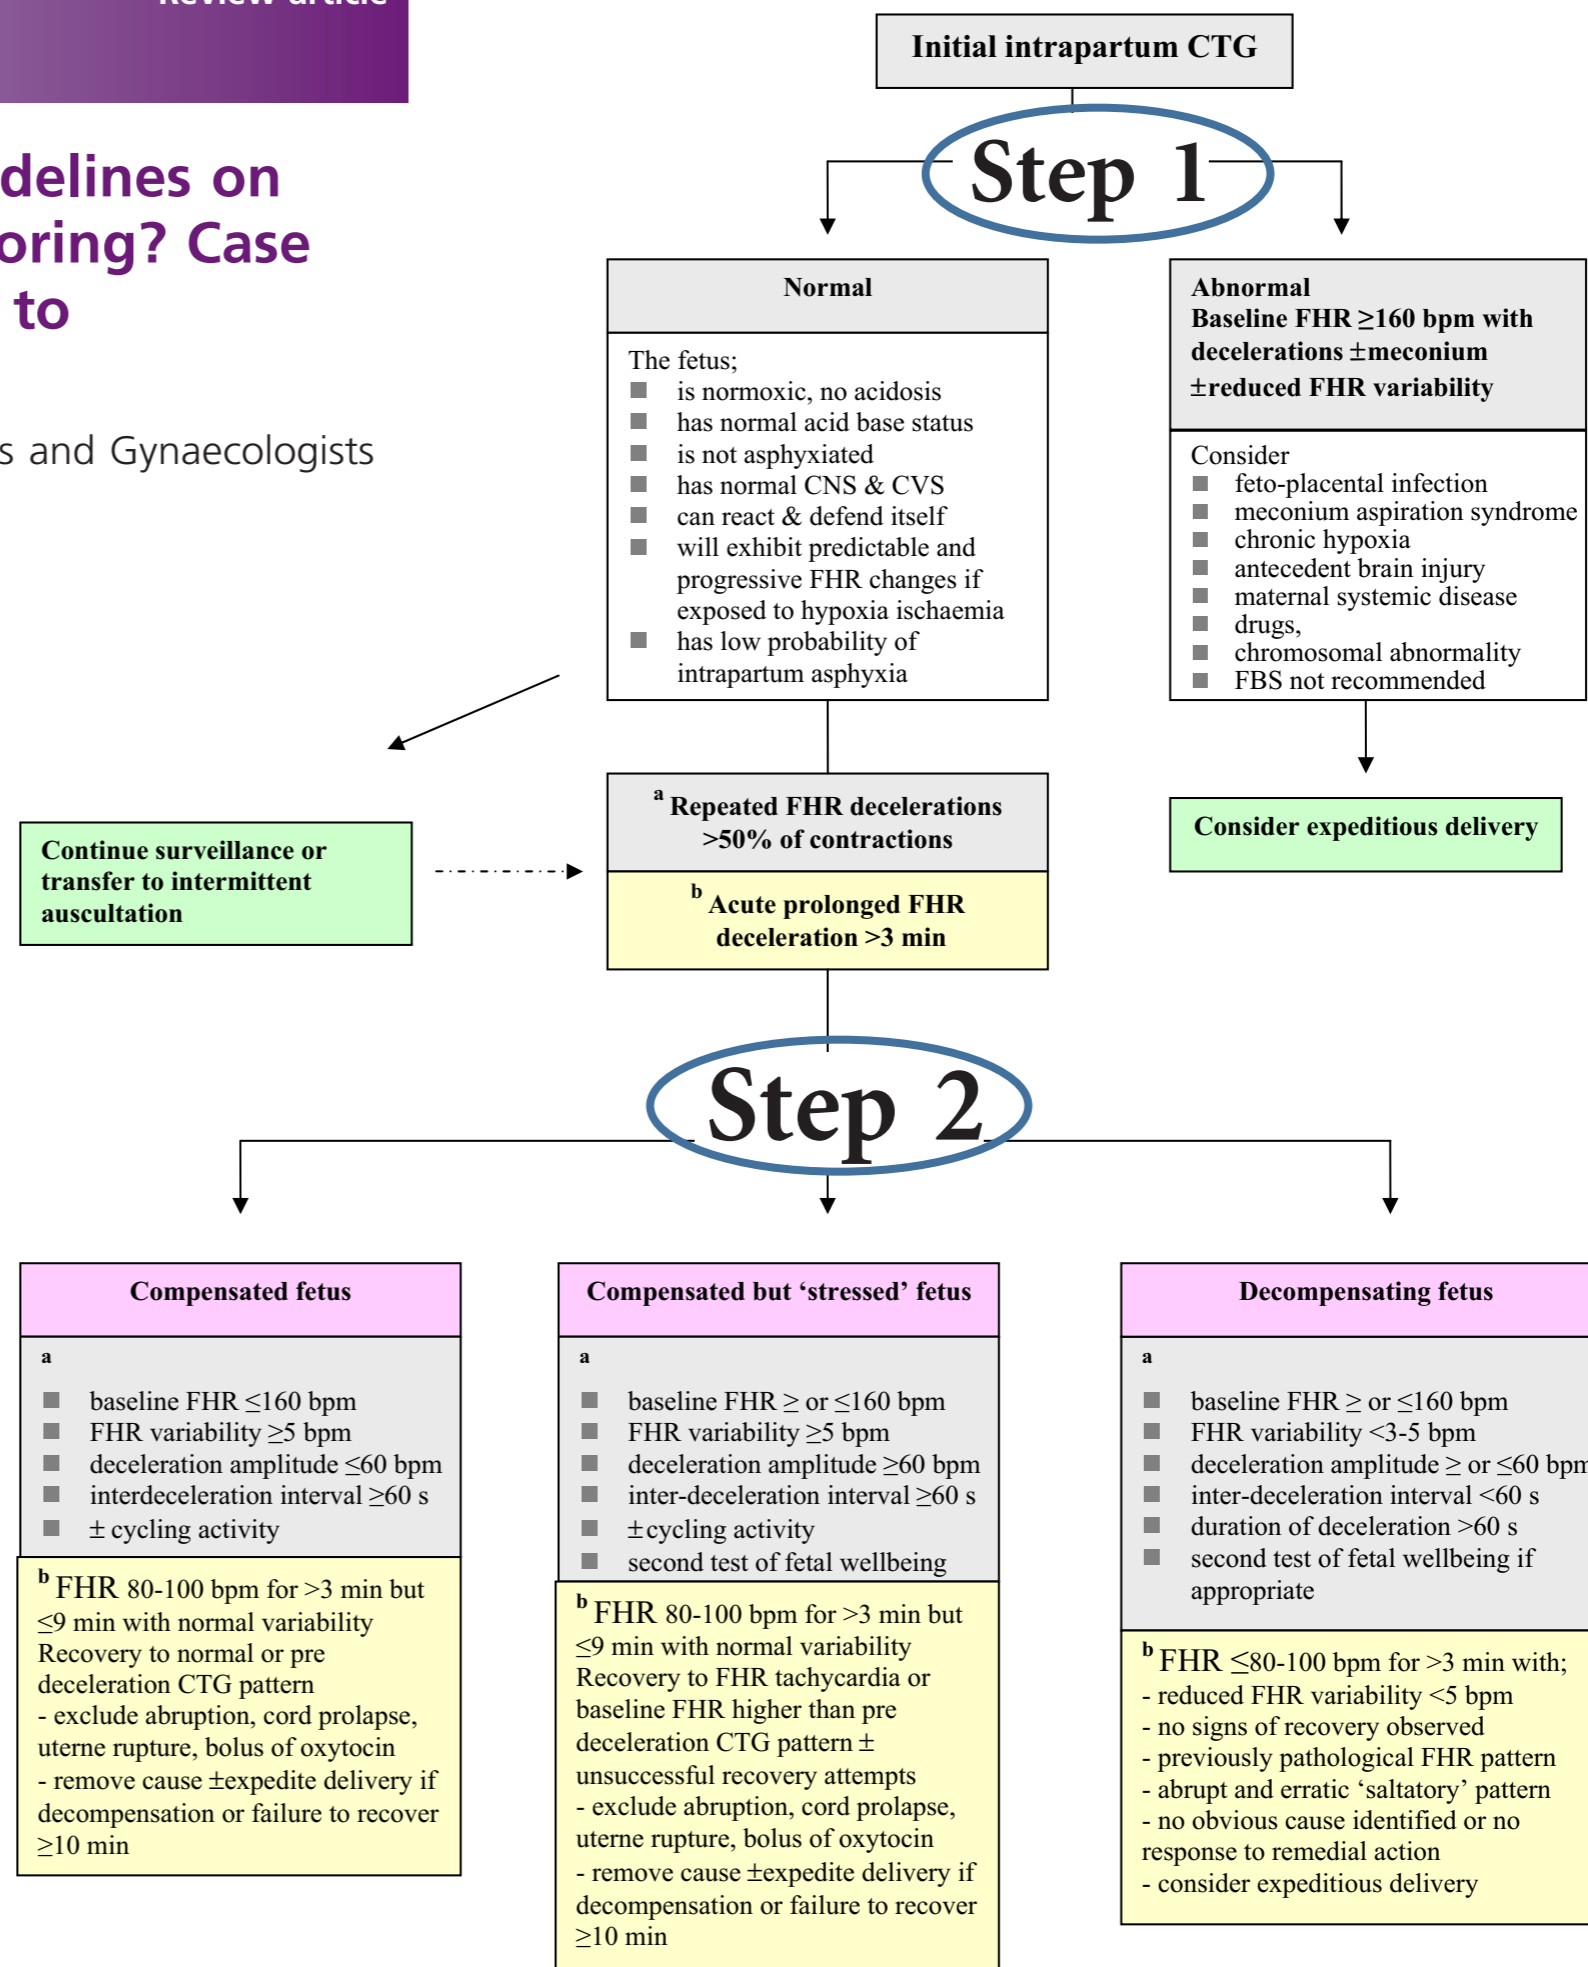 Review article
delines on
oring? Case
to
s and Gynaecologists
Initial intrapartum CTG
Step 1
Normal
The fetus;
■ is normoxic, no acidosis
■ has normal acid base status
■ is not asphyxiated
■ has normal CNS & CVS
■ can react & defend itself
■ will exhibit predictable and
progressive FHR changes if
exposed to hypoxia ischaemia
■ has low probability of
intrapartum asphyxia
Abnormal
Baseline FHR ≥160 bpm with
decelerations ±meconium
±reduced FHR variability
Consider
■ feto-placental infection
■ meconium aspiration syndrome
■ chronic hypoxia
■ antecedent brain injury
■ maternal systemic disease
■ drugs,
■ chromosomal abnormality
■ FBS not recommended
Continue surveillance or
transfer to intermittent
auscultation
a Repeated FHR decelerations
>50% of contractions
b Acute prolonged FHR
deceleration >3 min
Consider expeditious delivery
Step 2
Compensated fetus
a
■ baseline FHR ≤160 bpm
■ FHR variability ≥5 bpm
■ deceleration amplitude ≤60 bpm
■ interdeceleration interval ≥60 s
■ ± cycling activity
b FHR 80-100 bpm for >3 min but
≤9 min with normal variability
Recovery to normal or pre
deceleration CTG pattern
- exclude abruption, cord prolapse,
uterne rupture, bolus of oxytocin
- remove cause ±expedite delivery if
decompensation or failure to recover
≥10 min
Compensated but ‘stressed’ fetus
a
■ baseline FHR ≥ or ≤160 bpm
■ FHR variability ≥5 bpm
■ deceleration amplitude ≥60 bpm
■ inter-deceleration interval ≥60 s
■ ±cycling activity
■ second test of fetal wellbeing
b FHR 80-100 bpm for >3 min but
≤9 min with normal variability
Recovery to FHR tachycardia or
baseline FHR higher than pre
deceleration CTG pattern ±
unsuccessful recovery attempts
- exclude abruption, cord prolapse,
uterne rupture, bolus of oxytocin
- remove cause ±expedite delivery if
decompensation or failure to recover
≥10 min
Decompensating fetus
a
■ baseline FHR ≥ or ≤160 bpm
■ FHR variability <3-5 bpm
■ deceleration amplitude ≥ or ≤60 bpm
■ inter-deceleration interval <60 s
■ duration of deceleration >60 s
■ second test of fetal wellbeing if
appropriate
b FHR ≤80-100 bpm for >3 min with;
- reduced FHR variability <5 bpm
- no signs of recovery observed
- previously pathological FHR pattern
- abrupt and erratic ‘saltatory’ pattern
- no obvious cause identified or no
response to remedial action
- consider expeditious delivery